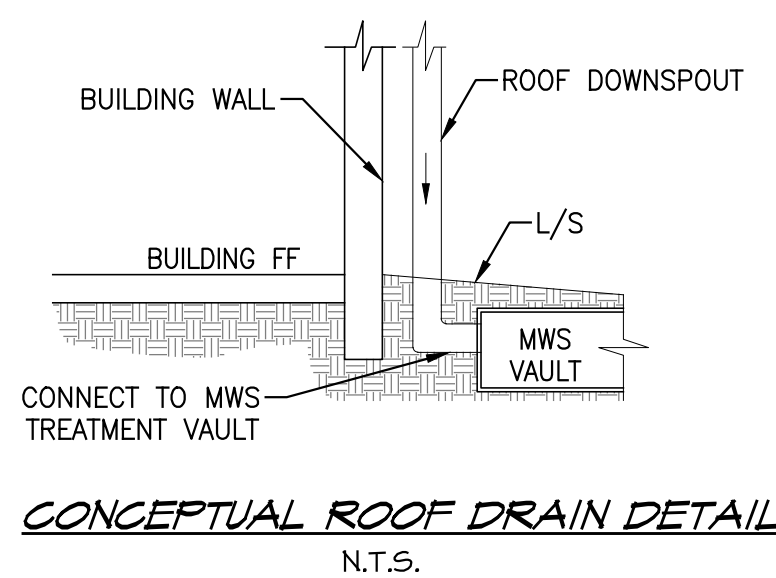 ROOF DOWNSPOUT
BUILDING WALL
L/S
BUILDING FF
MWS
VAULT
CONNECT TO MWS
TREATMENT VAULT
CONCEPTUAL ROOF DRAIN DETAIL
N.T.S.